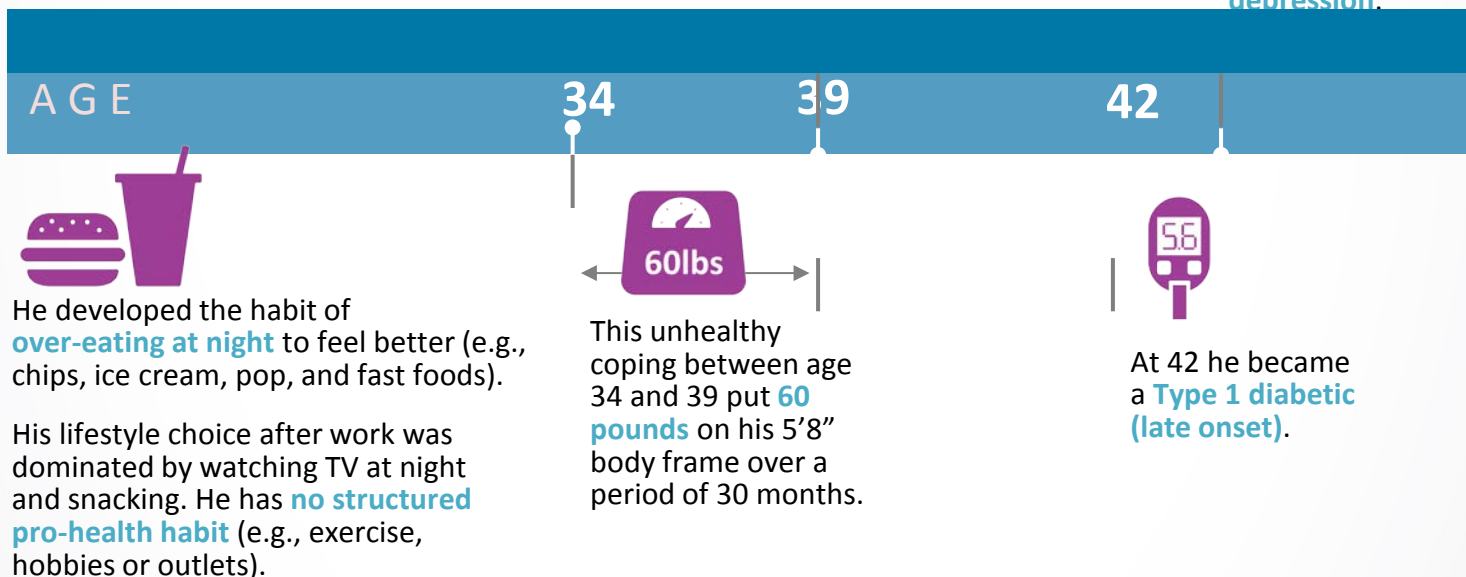 depression.
AGE 34 39 42
60lbs
5.6
He developed the habit of
over-eating at night to feel better (e.g.,
chips, ice cream, pop, and fast foods).
His lifestyle choice after work was
dominated by watching TV at night
and snacking. He has no structured
pro-health habit (e.g., exercise,
hobbies or outlets).
This unhealthy
coping between age
34 and 39 put 60
pounds on his 5’8”
body frame over a
period of 30 months.
At 42 he became
a Type 1 diabetic
(late onset).